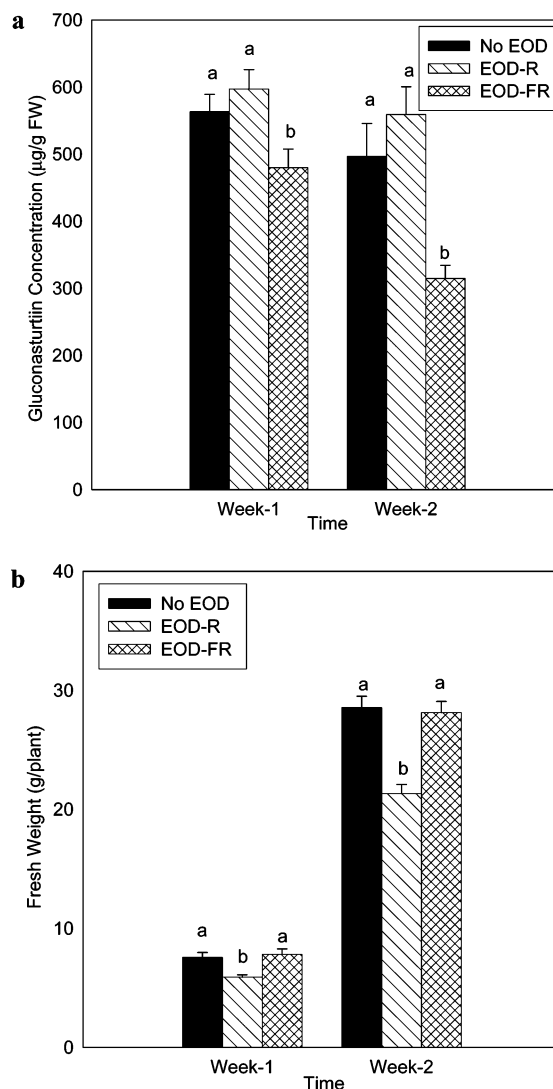 a
700
600
500
400
300
200
100
0
Gluconasturtiin Concentration (µg/g FW)
No EOD
EOD-R
EOD-FR
a
a
b
a
a
b
Week-1
Week-2
Time
b
40
30
20
10
0
Fresh Weight (g/plant)
No EOD
EOD-R
EOD-FR
a
b
a
a
b
a
Week-1
Week-2
Time